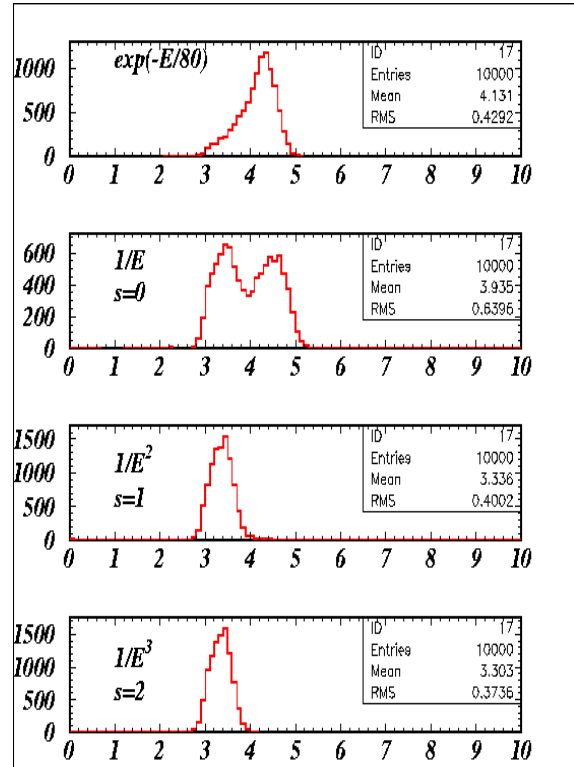 exp(-E/80)
ID 17
Entries 10000
Mean 4.131
RMS 0.4292
1000
500
0
0 1 2 3 4 5 6 7 8 9 10
1/E
s=0
ID 17
Entries 10000
Mean 3.935
RMS 0.6396
600
400
200
0
0 1 2 3 4 5 6 7 8 9 10
1/E²
s=1
ID 17
Entries 10000
Mean 3.336
RMS 0.4002
1500
1000
500
0
0 1 2 3 4 5 6 7 8 9 10
1/E³
s=2
ID 17
Entries 10000
Mean 3.303
RMS 0.3736
1500
1000
500
0
0 1 2 3 4 5 6 7 8 9 10